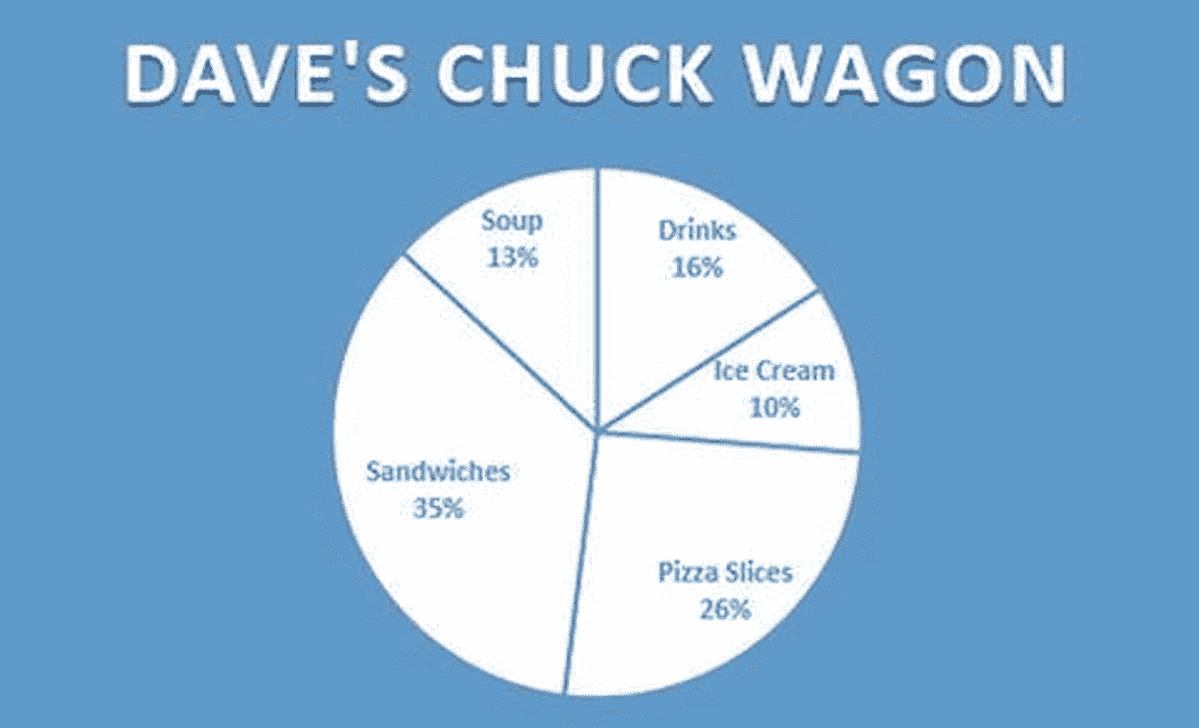 DAVE'S CHUCK WAGON
Soup
13%
Drinks
16%
Ice Cream
10%
Sandwiches
35%
Pizza Slices
26%